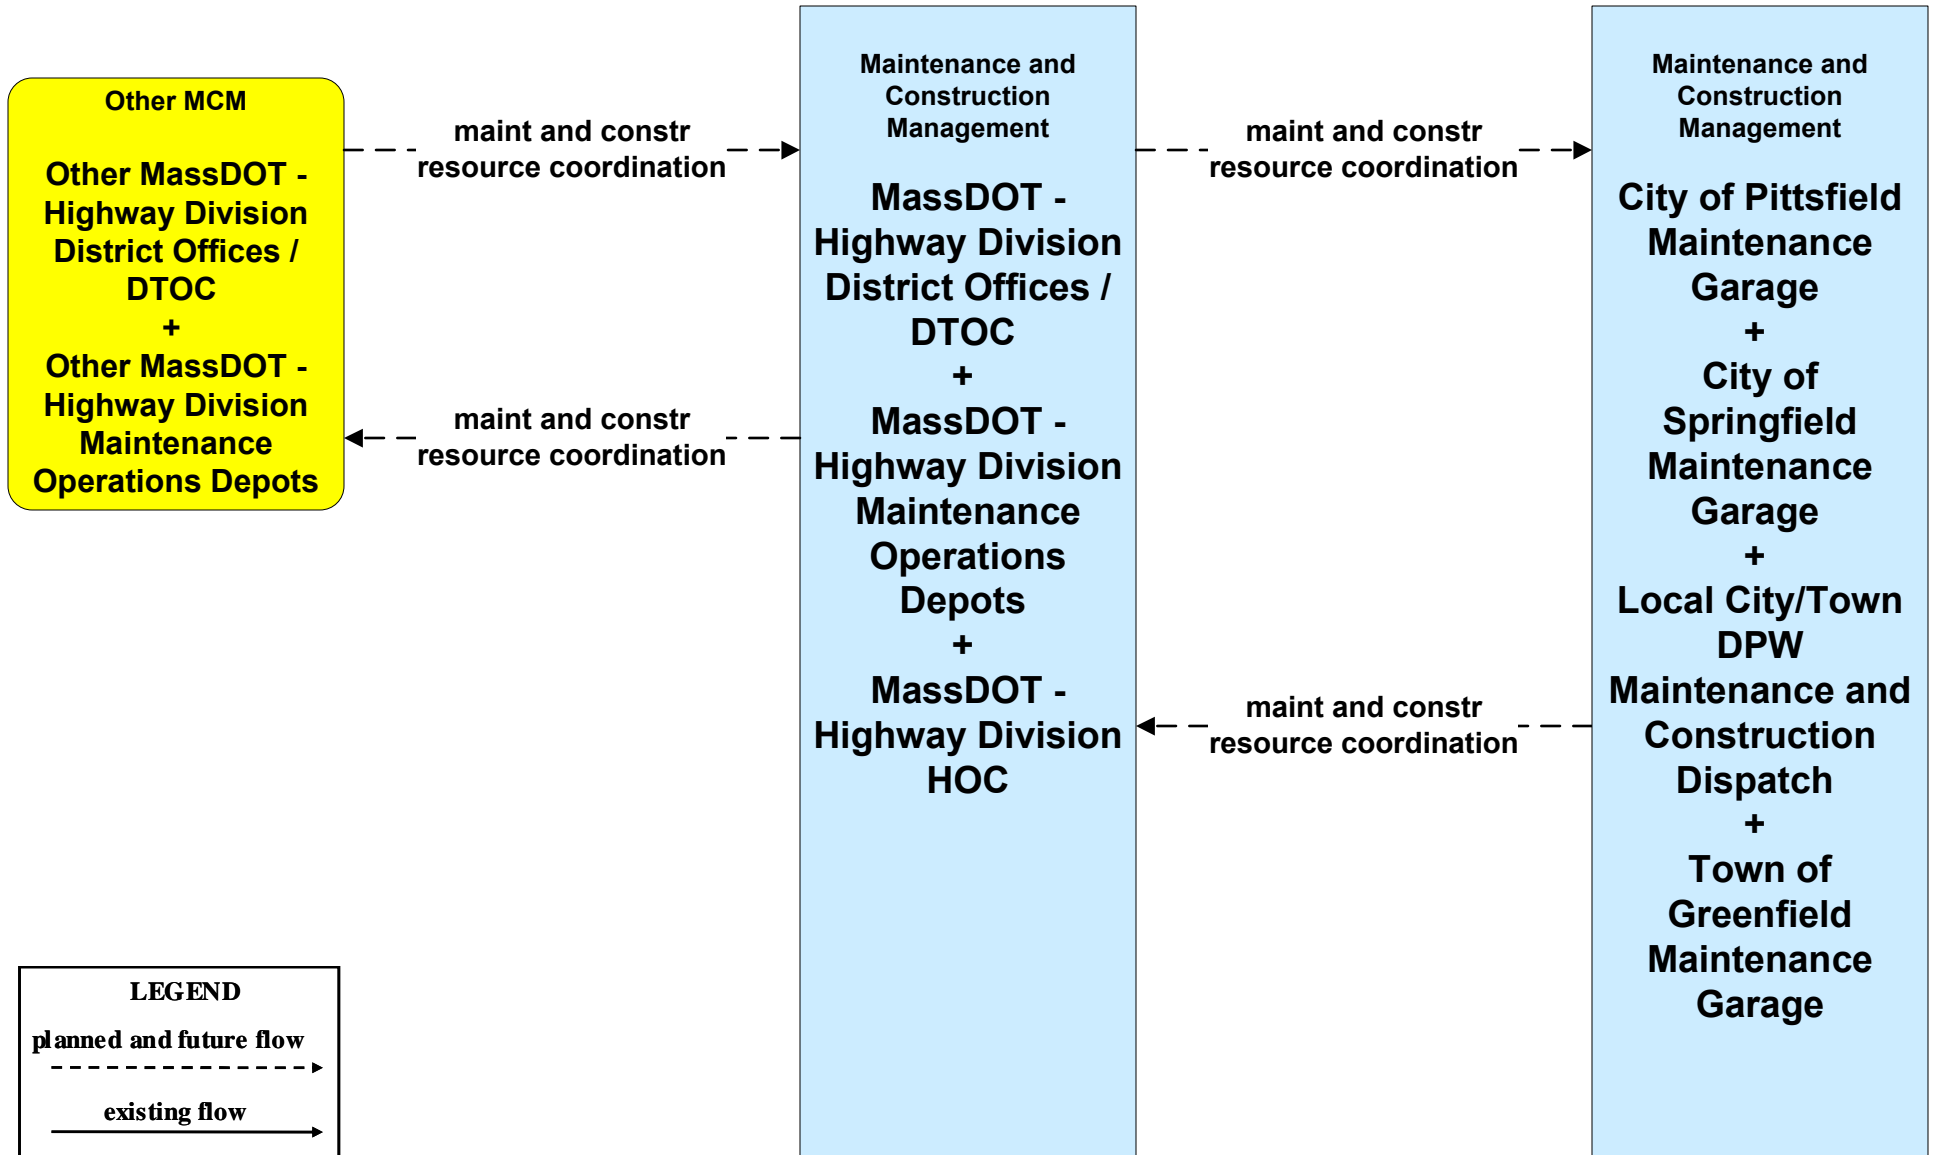 Other MCM
Other MassDOT -
Highway Division
District Offices /
DTOC
+
Other MassDOT -
Highway Division
Maintenance
Operations Depots
maint and constr
resource coordination
maint and constr
resource coordination
Maintenance and
Construction
Management
MassDOT -
Highway Division
District Offices /
DTOC
+
MassDOT -
Highway Division
Maintenance
Operations
Depots
+
MassDOT -
Highway Division
HOC
maint and constr
resource coordination
maint and constr
resource coordination
Maintenance and
Construction
Management
City of Pittsfield
Maintenance
Garage
+
City of
Springfield
Maintenance
Garage
+
Local City/Town
DPW
Maintenance and
Construction
Dispatch
+
Town of
Greenfield
Maintenance
Garage
LEGEND
planned and future flow
existing flow